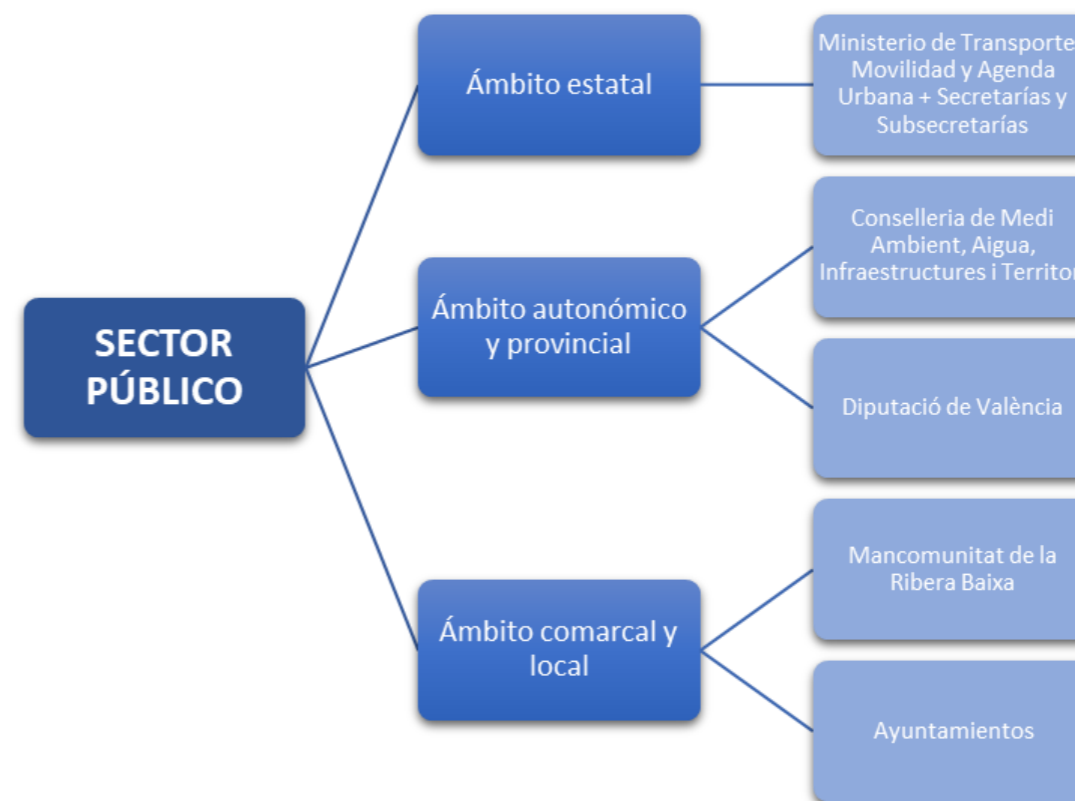 SECTOR
PÚBLICO
Ámbito estatal
Ministerio de Transporte
Movilidad y Agenda
Urbana + Secretarías y
Subsecretarías
Ámbito autonómico
y provincial
Conselleria de Medi
Ambient, Aigua,
Infraestructures i Territor
Diputació de València
Ámbito comarcal y
local
Mancomunitat de la
Ribera Baixa
Ayuntamientos